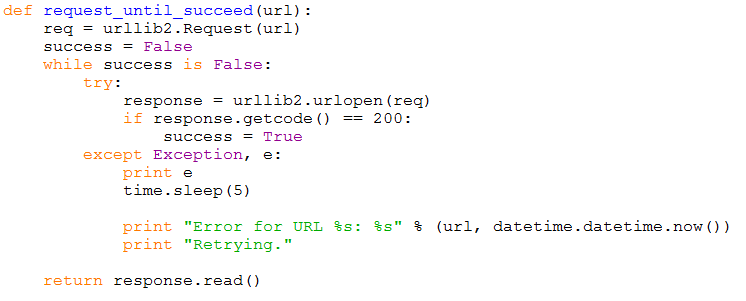 def request_until_succeed(url):
    req = urllib2.Request(url)
    success = False
    while success is False:
        try:
            response = urllib2.urlopen(req)
            if response.getcode() == 200:
                success = True
        except Exception, e:
            print e
            time.sleep(5)

            print "Error for URL %s: %s" % (url, datetime.datetime.now())
            print "Retrying."

    return response.read()